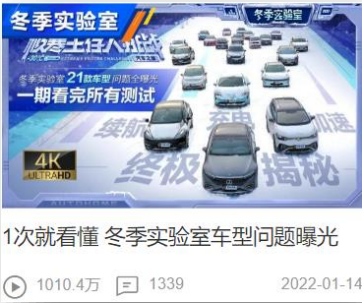 冬季实验室
冬季实验室
极寒生存大挑战
冬季实验室 21款车型 问题全曝光
一期看完所有测试
续航 充电 加速
终极 揭秘
4K
ULTRA HD
1次就看懂 冬季实验室车型问题曝光
1010.4万 1339 2022-01-14